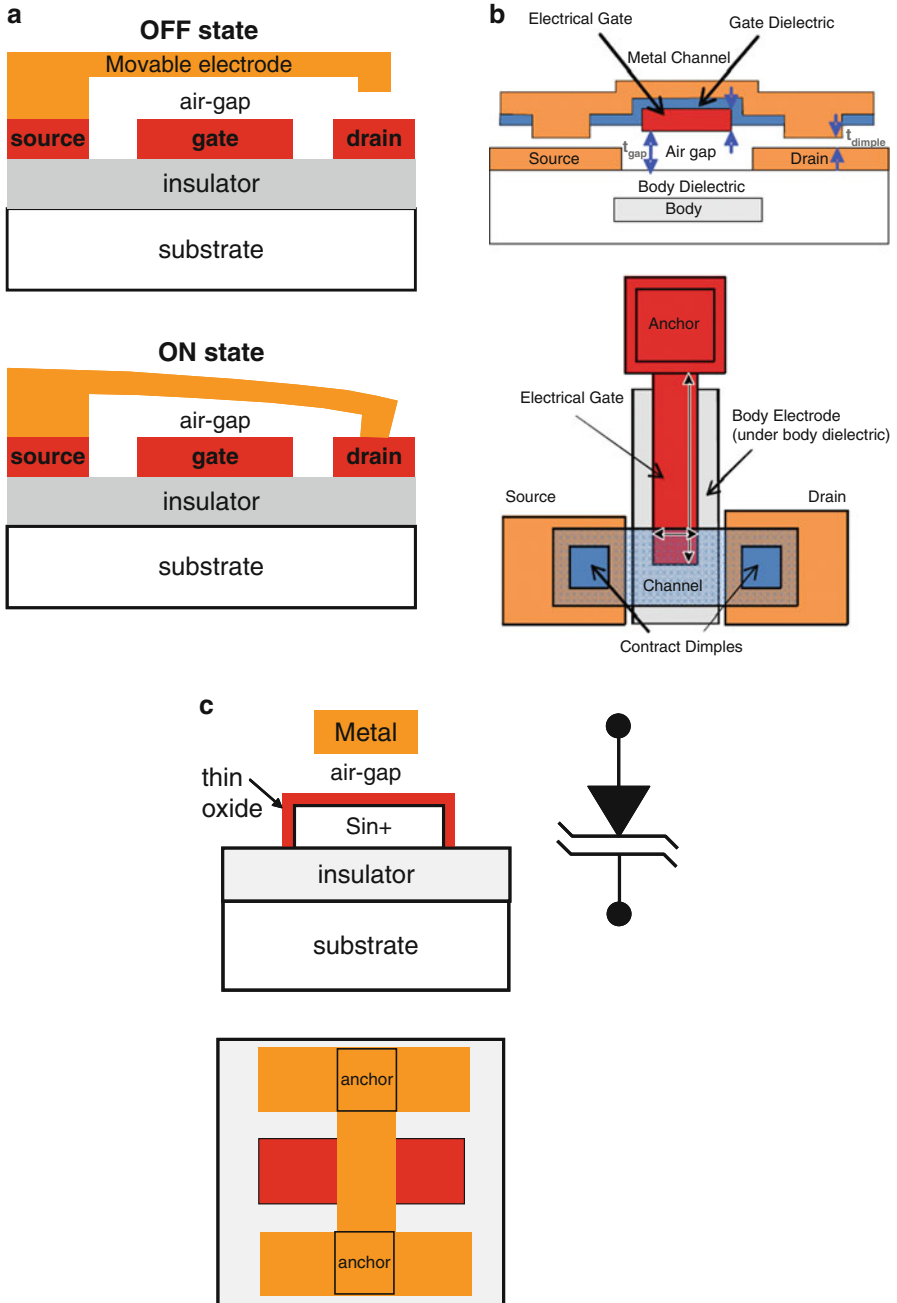 a
OFF state
Movable electrode
air-gap
source
gate
drain
insulator
substrate
ON state
air-gap
source
gate
drain
insulator
substrate
b
Electrical Gate
Gate Dielectric
Metal Channel
tgap
Air gap
tdimple
Source
Drain
Body Dielectric
Body
Anchor
Electrical Gate
Body Electrode
(under body dielectric)
Source
Drain
Channel
Contract Dimples
c
Metal
air-gap
thin
oxide
Sin+
insulator
substrate
anchor
anchor